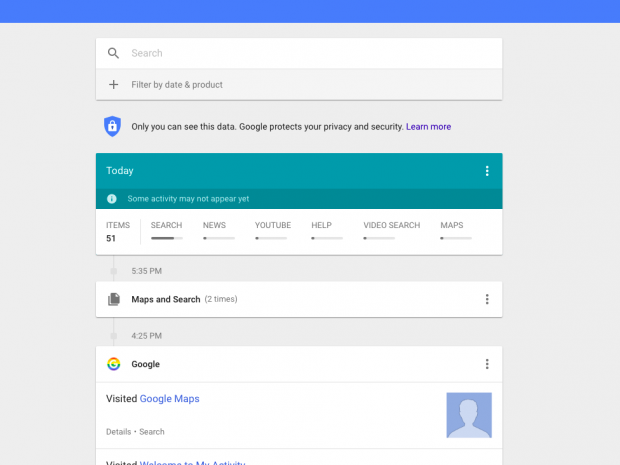 Search
Filter by date & product
Only you can see this data. Google protects your privacy and security. Learn more
Today
Some activity may not appear yet
ITEMS SEARCH NEWS YOUTUBE HELP VIDEO SEARCH MAPS
51
5:35 PM
Maps and Search (2 times)
4:25 PM
Google
Visited Google Maps
Details • Search
Visited Welcome to My Activity